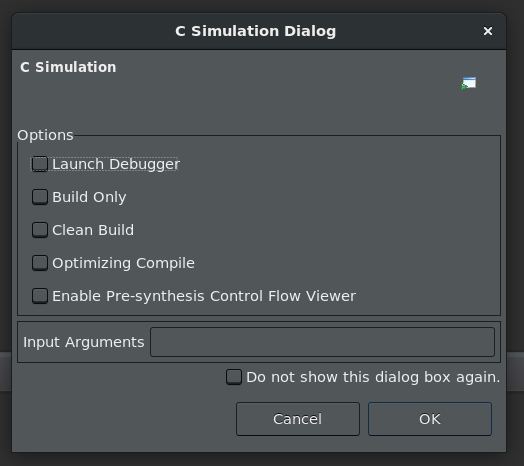 C Simulation Dialog
C Simulation
Options
Launch Debugger
Build Only
Clean Build
Optimizing Compile
Enable Pre-synthesis Control Flow Viewer
Input Arguments
Do not show this dialog box again.
Cancel OK